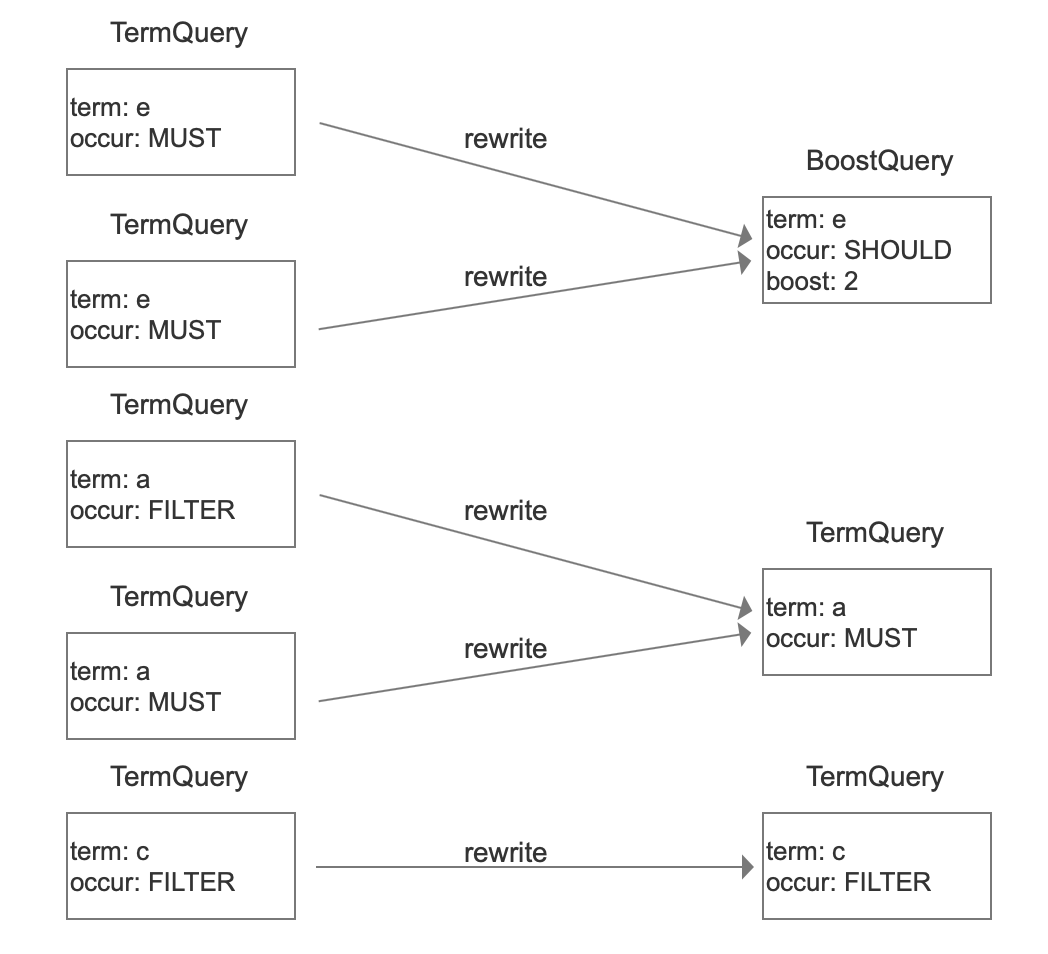 TermQuery
term: e
occur: MUST
rewrite
TermQuery
term: e
occur: MUST
rewrite
BoostQuery
term: e
occur: SHOULD
boost: 2
TermQuery
term: a
occur: FILTER
rewrite
TermQuery
term: a
occur: MUST
rewrite
TermQuery
term: a
occur: MUST
TermQuery
term: c
occur: FILTER
rewrite
TermQuery
term: c
occur: FILTER